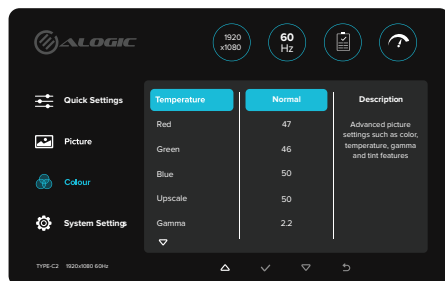 ALOGIC
1920
x1080
60
Hz
Quick Settings
Picture
Colour
System Settings
Temperature
Red
Green
Blue
Upscale
Gamma
Normal
47
46
50
50
2.2
Description
Advanced picture
settings such as color,
temperature, gamma
and tint features
TYPE-C2 1920x1080 60Hz